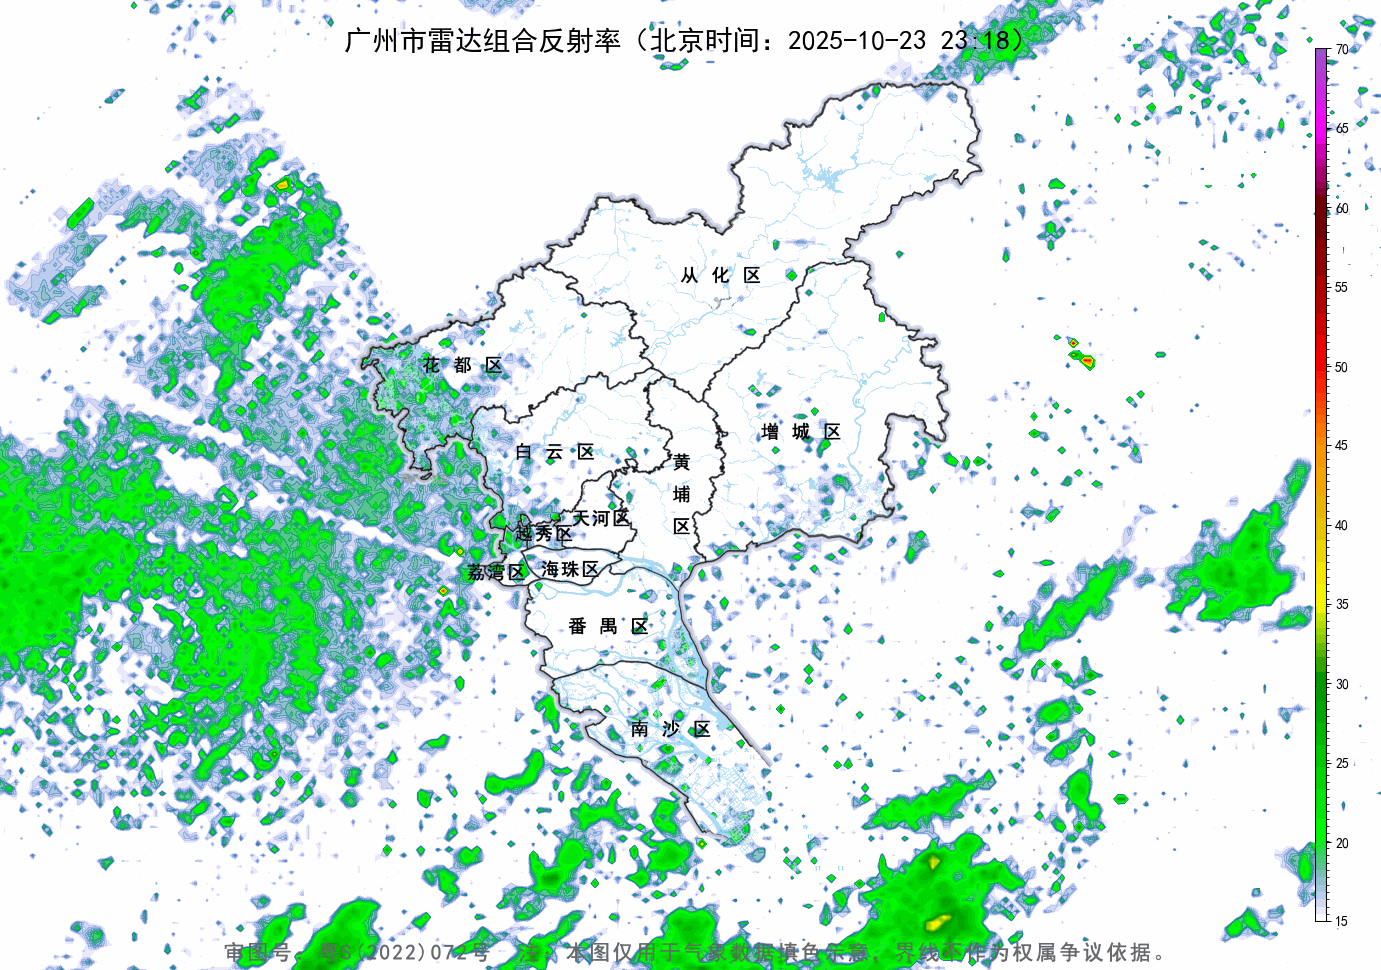 广州市雷达组合反射率（北京时间：2025-10-23 23:18）
70
65
60
55
50
45
40
35
30
25
20
15
从化区
花都区
增城区
白云区
黄埔区
天河区
越秀区
海珠区
荔湾区
番禺区
南沙区
审图号：粤S(2022)072号 注：本图仅用于气象数据填色示意，界线不作为权属争议依据。